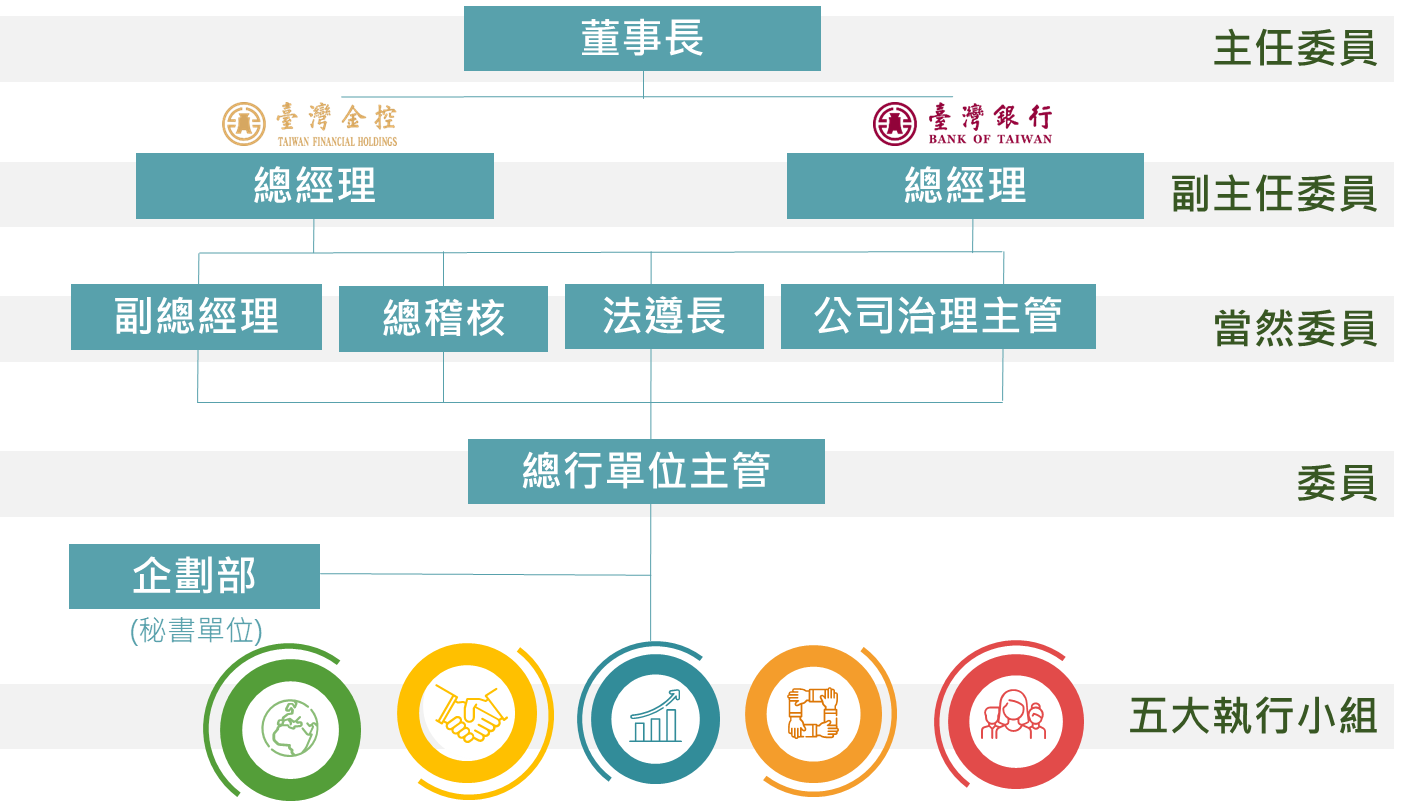 董事長
主任委員
臺灣金控
TAIWAN FINANCIAL HOLDINGS
臺灣銀行
BANK OF TAIWAN
總經理
總經理
副主任委員
副總經理
總稽核
法遵長
公司治理主管
當然委員
總行單位主管
委員
企劃部
(秘書單位)
五大執行小組